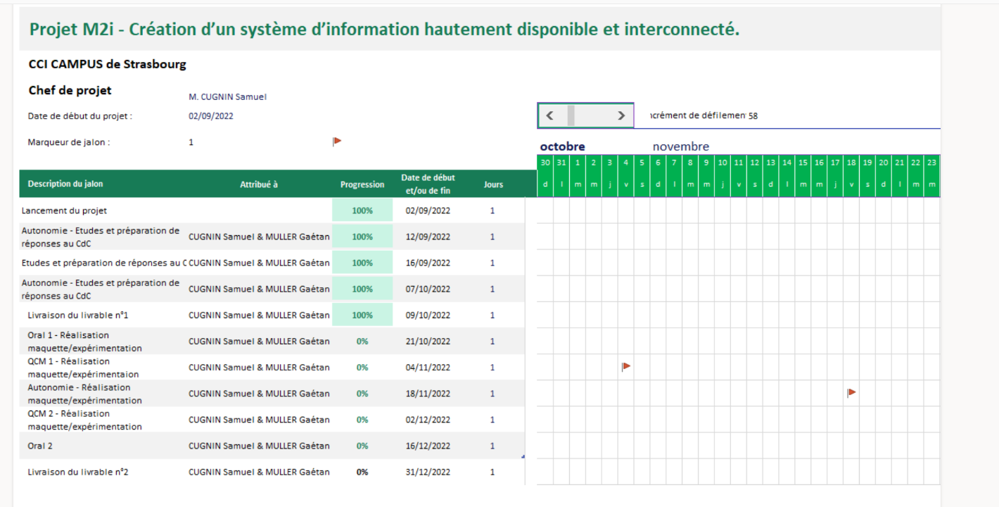 Projet M2i - Création d’un système d’information hautement disponible et interconnecté.
CCI CAMPUS de Strasbourg
Chef de projet M. CUGNIN Samuel
Date de début du projet : 02/09/2022
crément de défilemen 58
Marqueur de jalon : 1
octobre novembre
30 31 1 2 3 4 5 6 7 8 9 10 11 12 13 14 15 16 17 18 19 20 21 22 23
d l m m j v s d l m m j v s d l m m j v s d l m m
Description du jalon Attribué à Progression Date de début et/ou de fin Jours
Lancement du projet 100% 02/09/2022 1
Autonomie - Etudes et préparation de
réponses au CdC CUGNIN Samuel & MULLER Gaétan 100% 12/09/2022 1
Etudes et préparation de réponses au C CUGNIN Samuel & MULLER Gaétan 100% 16/09/2022 1
Autonomie - Etudes et préparation de
réponses au CdC CUGNIN Samuel & MULLER Gaétan 100% 07/10/2022 1
Livraison du livrable n°1 CUGNIN Samuel & MULLER Gaétan 100% 09/10/2022 1
Oral 1 - Réalisation
maquette/expérimentation CUGNIN Samuel & MULLER Gaétan 0% 21/10/2022 1
QCM 1 - Réalisation
maquette/expérimentaion CUGNIN Samuel & MULLER Gaétan 0% 04/11/2022 1
Autonomie - Réalisation
maquette/expérimentation CUGNIN Samuel & MULLER Gaétan 0% 18/11/2022 1
QCM 2 - Réalisation
maquette/expérimentation CUGNIN Samuel & MULLER Gaétan 0% 02/12/2022 1
Oral 2 CUGNIN Samuel & MULLER Gaétan 0% 16/12/2022 1
Livraison du livrable n°2 CUGNIN Samuel & MULLER Gaétan 0% 31/12/2022 1